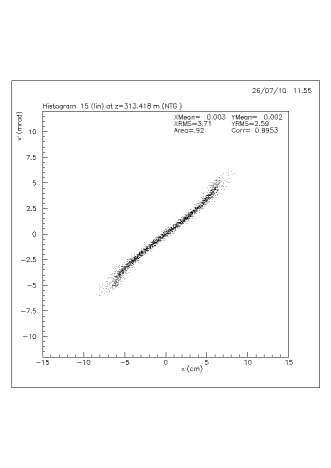 26/07/10 11.55
Histogram 15 (lin) at z=313.418 m (NTG )
XMean= 0.003 YMean= 0.002
XRMS=3.71 YRMS=2.59
Area=.92 Corr= 0.9953
x' (mrad)
10
7.5
5
2.5
0
−2.5
−5
−7.5
−10
−15 −10 −5 0 5 10 15
x (cm)